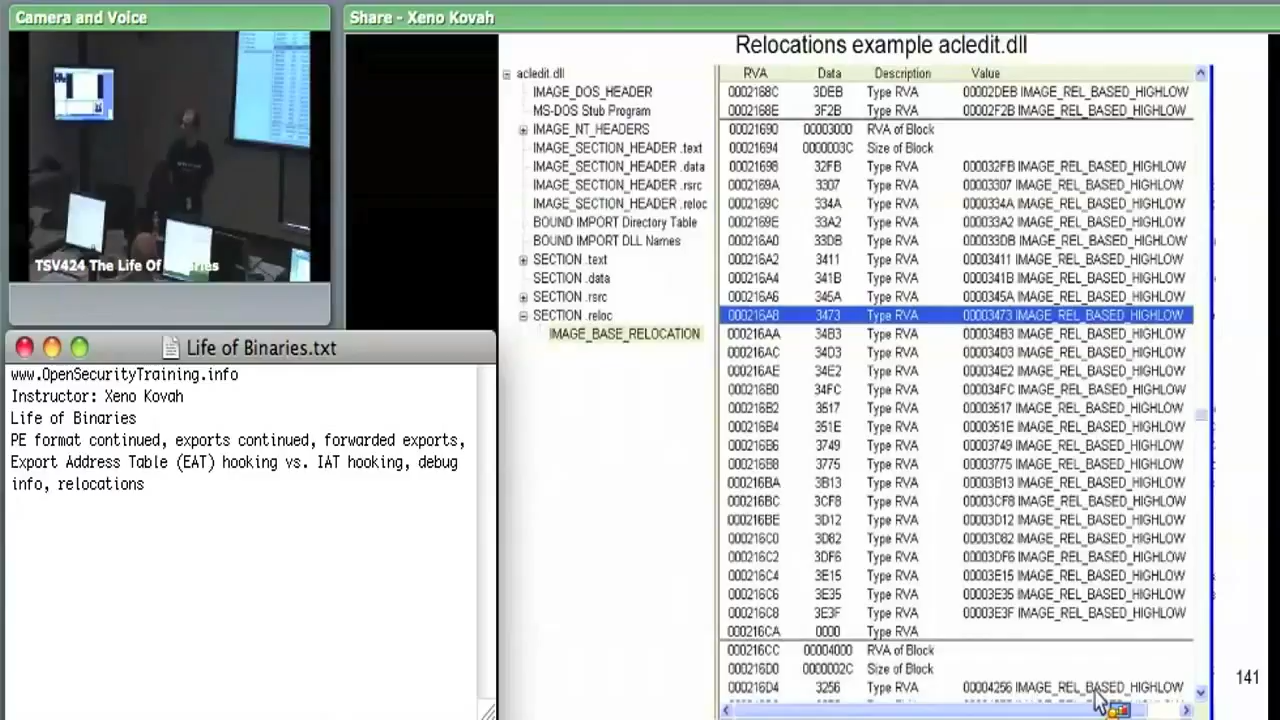 Camera and Voice
TSV424 The Life Of Binaries
Life of Binaries.txt
www.OpenSecurityTraining.info
Instructor: Xeno Kovah
Life of Binaries
PE format continued, exports continued, forwarded exports,
Export Address Table (EAT) hooking vs. IAT hooking, debug
info, relocations
Share - Xeno Kovah
Relocations example acledit.dll
acledit.dll
IMAGE_DOS_HEADER
MS-DOS Stub Program
IMAGE_NT_HEADERS
IMAGE_SECTION_HEADER .text
IMAGE_SECTION_HEADER .data
IMAGE_SECTION_HEADER .rsrc
IMAGE_SECTION_HEADER .reloc
BOUND IMPORT Directory Table
BOUND IMPORT DLL Names
SECTION .text
SECTION .data
SECTION .rsrc
SECTION .reloc
IMAGE_BASE_RELOCATION
RVA Data Description Value
0002168C 3DEB Type RVA 00002DEB IMAGE_REL_BASED_HIGHLOW
0002168E 3F2B Type RVA 00002F2B IMAGE_REL_BASED_HIGHLOW
00021690 00003000 RVA of Block
00021694 0000003C Size of Block
00021698 32FB Type RVA 000032FB IMAGE_REL_BASED_HIGHLOW
0002169A 3307 Type RVA 00003307 IMAGE_REL_BASED_HIGHLOW
0002169C 334A Type RVA 0000334A IMAGE_REL_BASED_HIGHLOW
0002169E 33A2 Type RVA 000033A2 IMAGE_REL_BASED_HIGHLOW
000216A0 33DB Type RVA 000033DB IMAGE_REL_BASED_HIGHLOW
000216A2 3411 Type RVA 00003411 IMAGE_REL_BASED_HIGHLOW
000216A4 341B Type RVA 0000341B IMAGE_REL_BASED_HIGHLOW
000216A6 345A Type RVA 0000345A IMAGE_REL_BASED_HIGHLOW
000216A8 3473 Type RVA 00003473 IMAGE_REL_BASED_HIGHLOW
000216AA 34B3 Type RVA 000034B3 IMAGE_REL_BASED_HIGHLOW
000216AC 34D3 Type RVA 000034D3 IMAGE_REL_BASED_HIGHLOW
000216AE 34E2 Type RVA 000034E2 IMAGE_REL_BASED_HIGHLOW
000216B0 34FC Type RVA 000034FC IMAGE_REL_BASED_HIGHLOW
000216B2 3517 Type RVA 00003517 IMAGE_REL_BASED_HIGHLOW
000216B4 351E Type RVA 0000351E IMAGE_REL_BASED_HIGHLOW
000216B6 3749 Type RVA 00003749 IMAGE_REL_BASED_HIGHLOW
000216B8 3775 Type RVA 00003775 IMAGE_REL_BASED_HIGHLOW
000216BA 3B13 Type RVA 00003B13 IMAGE_REL_BASED_HIGHLOW
000216BC 3CF8 Type RVA 00003CF8 IMAGE_REL_BASED_HIGHLOW
000216BE 3D12 Type RVA 00003D12 IMAGE_REL_BASED_HIGHLOW
000216C0 3D82 Type RVA 00003D82 IMAGE_REL_BASED_HIGHLOW
000216C2 3DF6 Type RVA 00003DF6 IMAGE_REL_BASED_HIGHLOW
000216C4 3E15 Type RVA 00003E15 IMAGE_REL_BASED_HIGHLOW
000216C6 3E35 Type RVA 00003E35 IMAGE_REL_BASED_HIGHLOW
000216C8 3E3F Type RVA 00003E3F IMAGE_REL_BASED_HIGHLOW
000216CA 0000 Type RVA
000216CC 00004000 RVA of Block
000216D0 0000002C Size of Block
000216D4 3256 Type RVA 00004256 IMAGE_REL_BASED_HIGHLOW
141